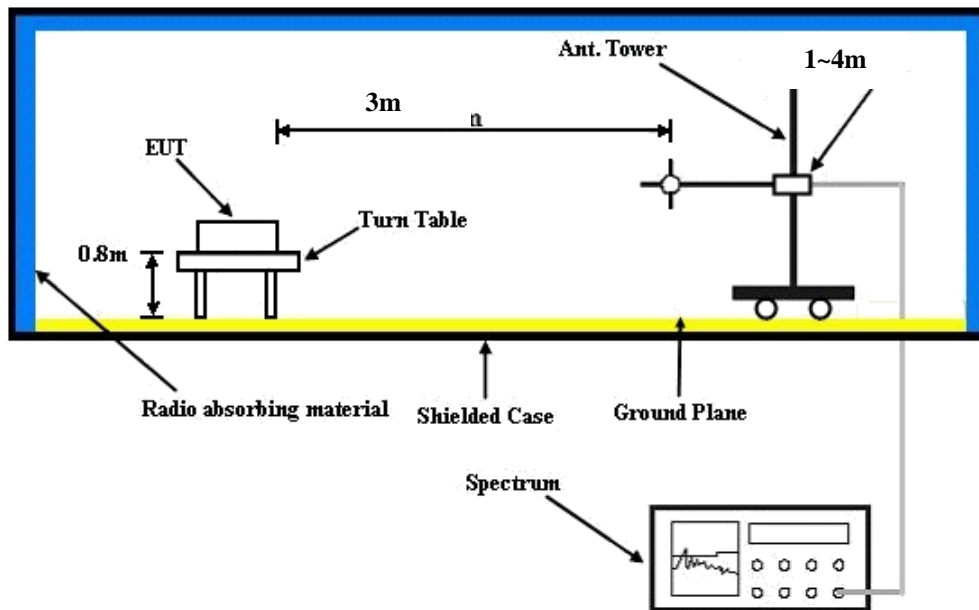 Ant. Tower
1~4m
3m
n
EUT
Turn Table
0.8m
Radio absorbing material
Shielded Case
Ground Plane
Spectrum